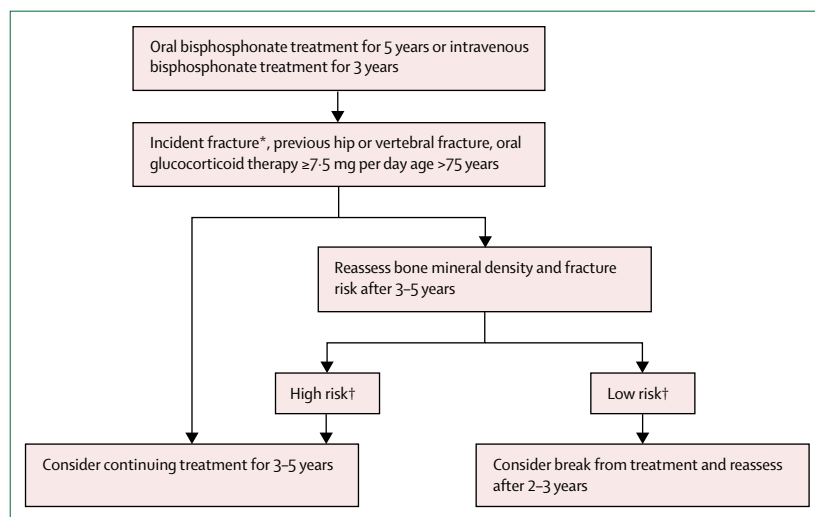 Oral bisphosphonate treatment for 5 years or intravenous
bisphosphonate treatment for 3 years
Incident fracture*, previous hip or vertebral fracture, oral
glucocorticoid therapy ≥7·5 mg per day age >75 years
Reassess bone mineral density and fracture
risk after 3–5 years
High risk†
Low risk†
Consider continuing treatment for 3–5 years
Consider break from treatment and reassess
after 2–3 years